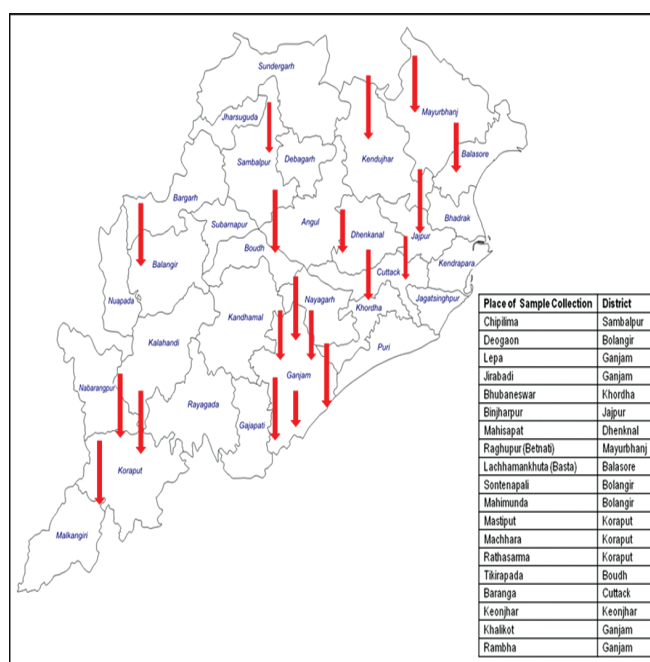 Sundergarh
Mayurbhanj
Jharsuguda
Sambalpur
Debagarh
Kendujhar
Balasore
Bargarh
Subarnapur
Angul
Dhenkanal
Jajpur
Bhadrak
Boudh
Balangir
Cuttack
Kendrapara
Nuapada
Kandhamal
Nayagarh
Khordha
Jagatsinghpur
Kalahandi
Puri
Ganjam
Nabarangpur
Rayagada
Gajapati
Koraput
Malkangiri
Place of Sample Collection District
Chipilima Sambalpur
Deogaon Bolangir
Lepa Ganjam
Jirabadi Ganjam
Bhubaneswar Khordha
Binjharpur Jajpur
Mahisapat Dhenknal
Raghupur (Betnati) Mayurbhanj
Lachhamankhuta (Basta) Balasore
Sontenapali Bolangir
Mahimunda Bolangir
Mastiput Koraput
Machhara Koraput
Rathasarma Koraput
Tikirapada Boudh
Baranga Cuttack
Keonjhar Keonjhar
Khalikot Ganjam
Rambha Ganjam